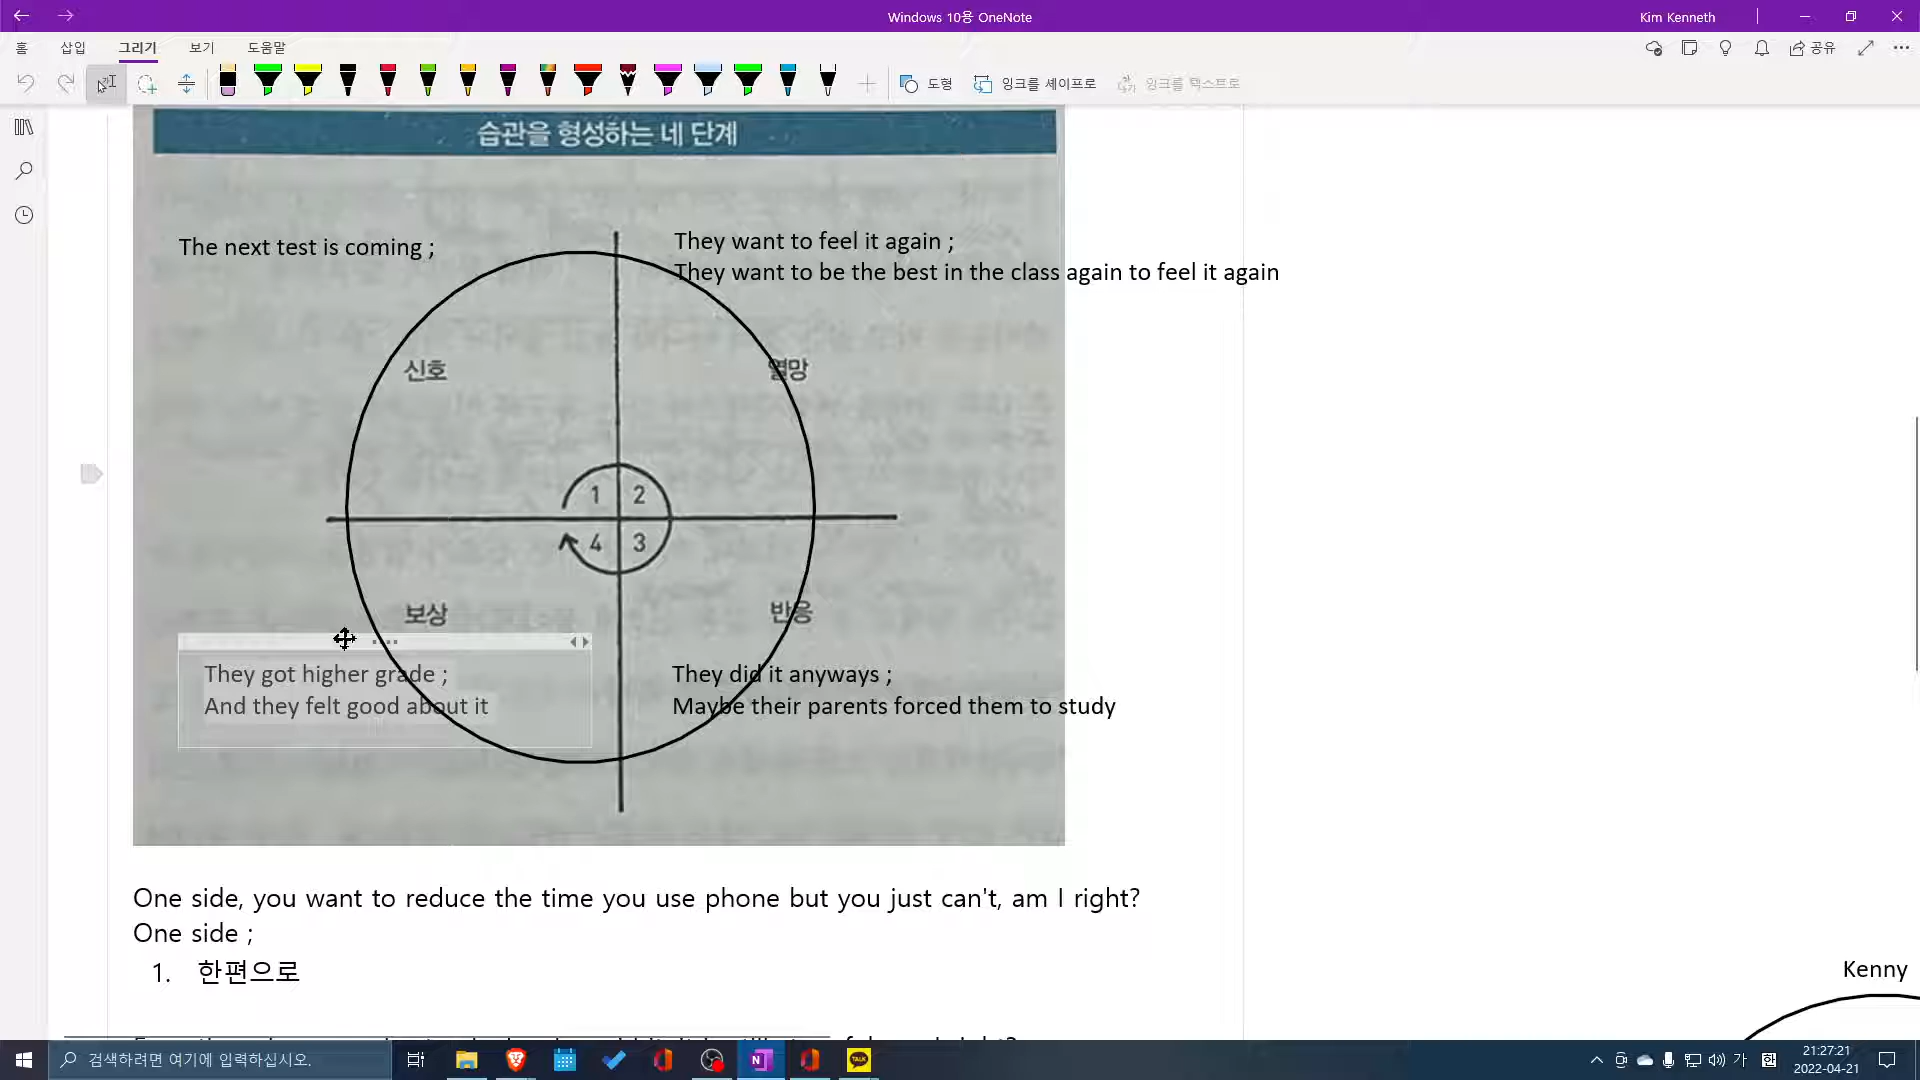 Windows 10용 OneNote
Kim Kenneth
홈 삽입 그리기 보기 도움말
공유
도형 잉크를 셰이프로 잉크를 텍스트로
습관을 형성하는 네 단계
The next test is coming ;
They want to feel it again ;
They want to be the best in the class again to feel it again
신호
열망
1 2
4 3
보상
반응
They got higher grade ;
And they felt good about it
They did it anyways ;
Maybe their parents forced them to study
One side, you want to reduce the time you use phone but you just can't, am I right?
One side ;
1. 한편으로
Kenny
검색하려면 여기에 입력하십시오.
TALK
가
한
21:27:21
2022-04-21